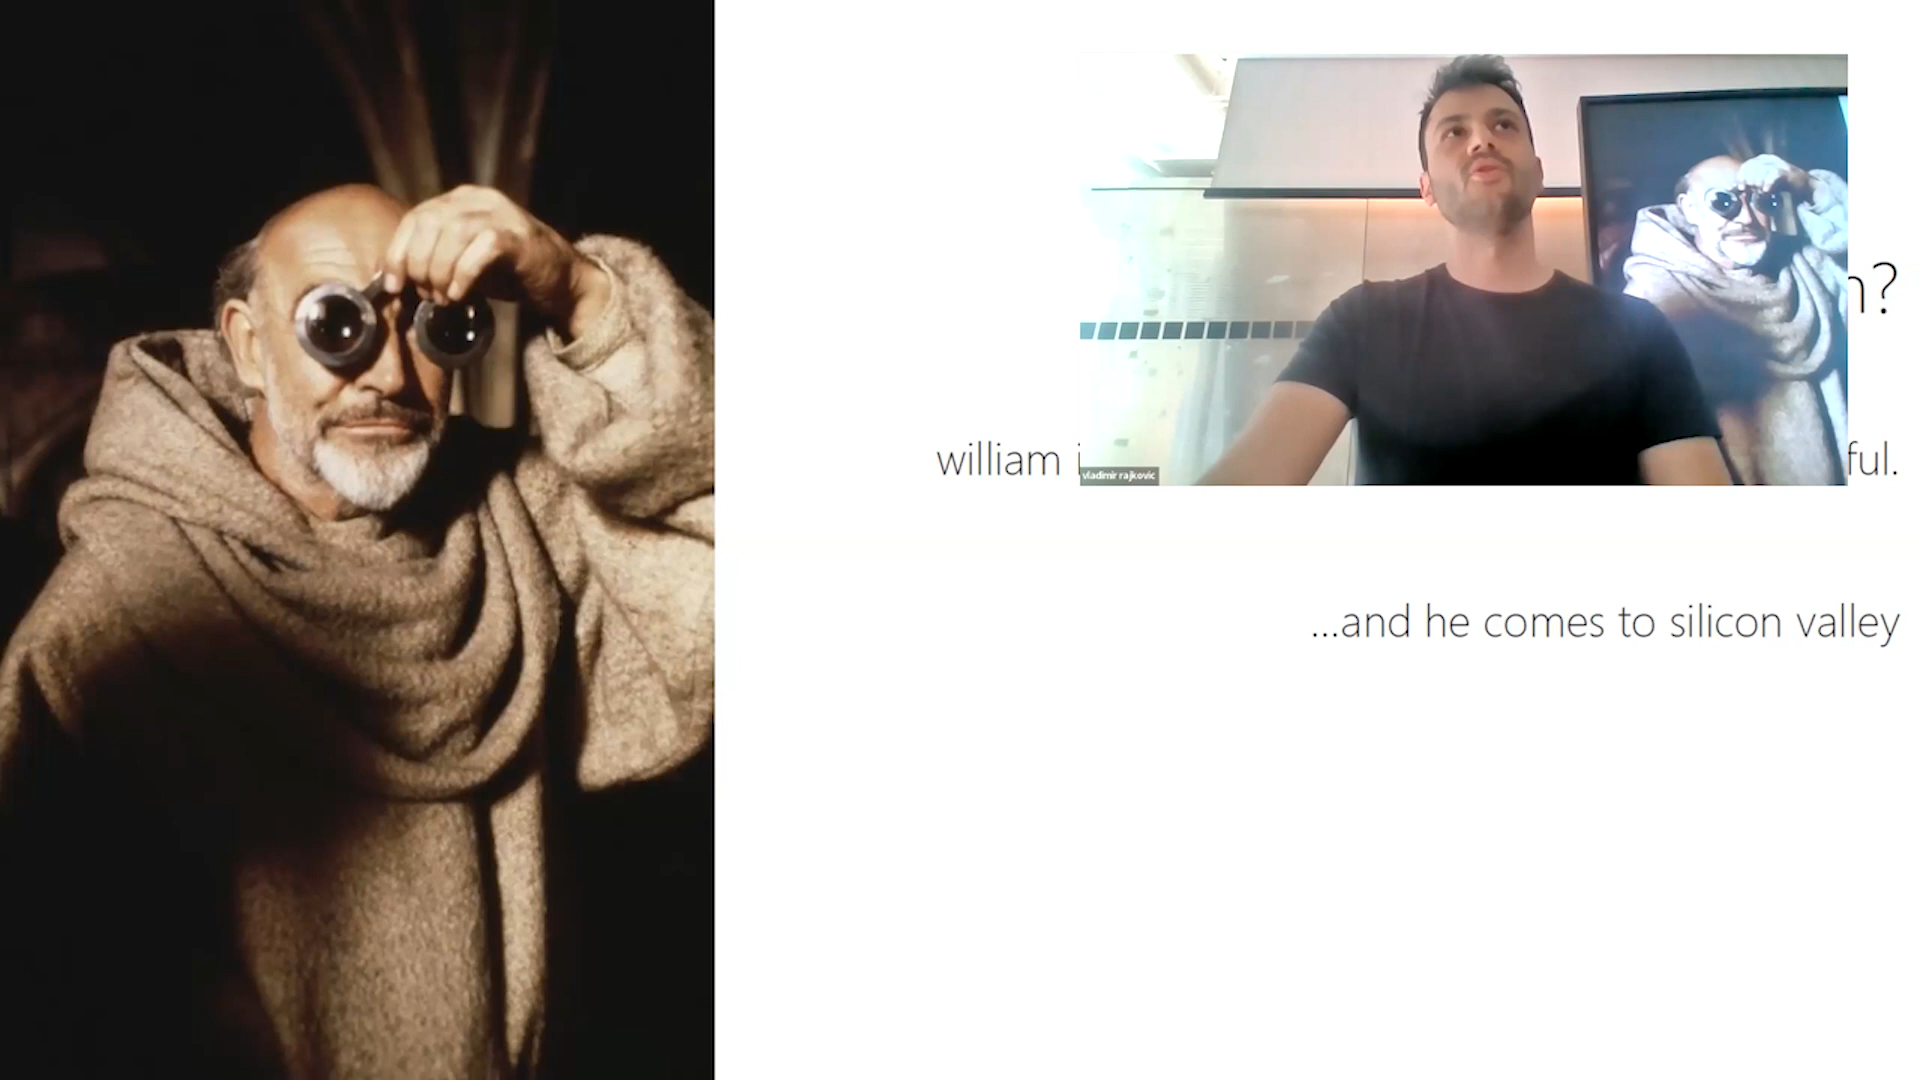 n?
william i
ful.
vladimir rajkovic
...and he comes to silicon valley